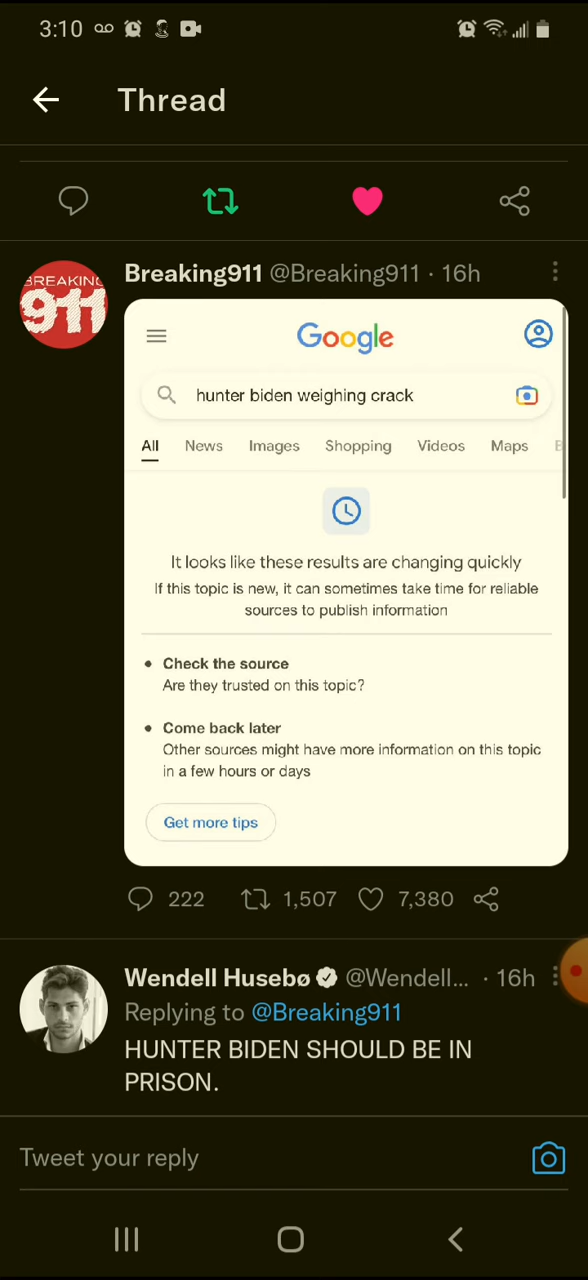 3:10
Thread
BREAKING
911
Breaking911 @Breaking911 · 16h
Google
hunter biden weighing crack
All News Images Shopping Videos Maps
It looks like these results are changing quickly
If this topic is new, it can sometimes take time for reliable
sources to publish information
• Check the source
Are they trusted on this topic?
• Come back later
Other sources might have more information on this topic
in a few hours or days
Get more tips
222 1,507 7,380
Wendell Husebø @Wendell... · 16h
Replying to @Breaking911
HUNTER BIDEN SHOULD BE IN
PRISON.
Tweet your reply